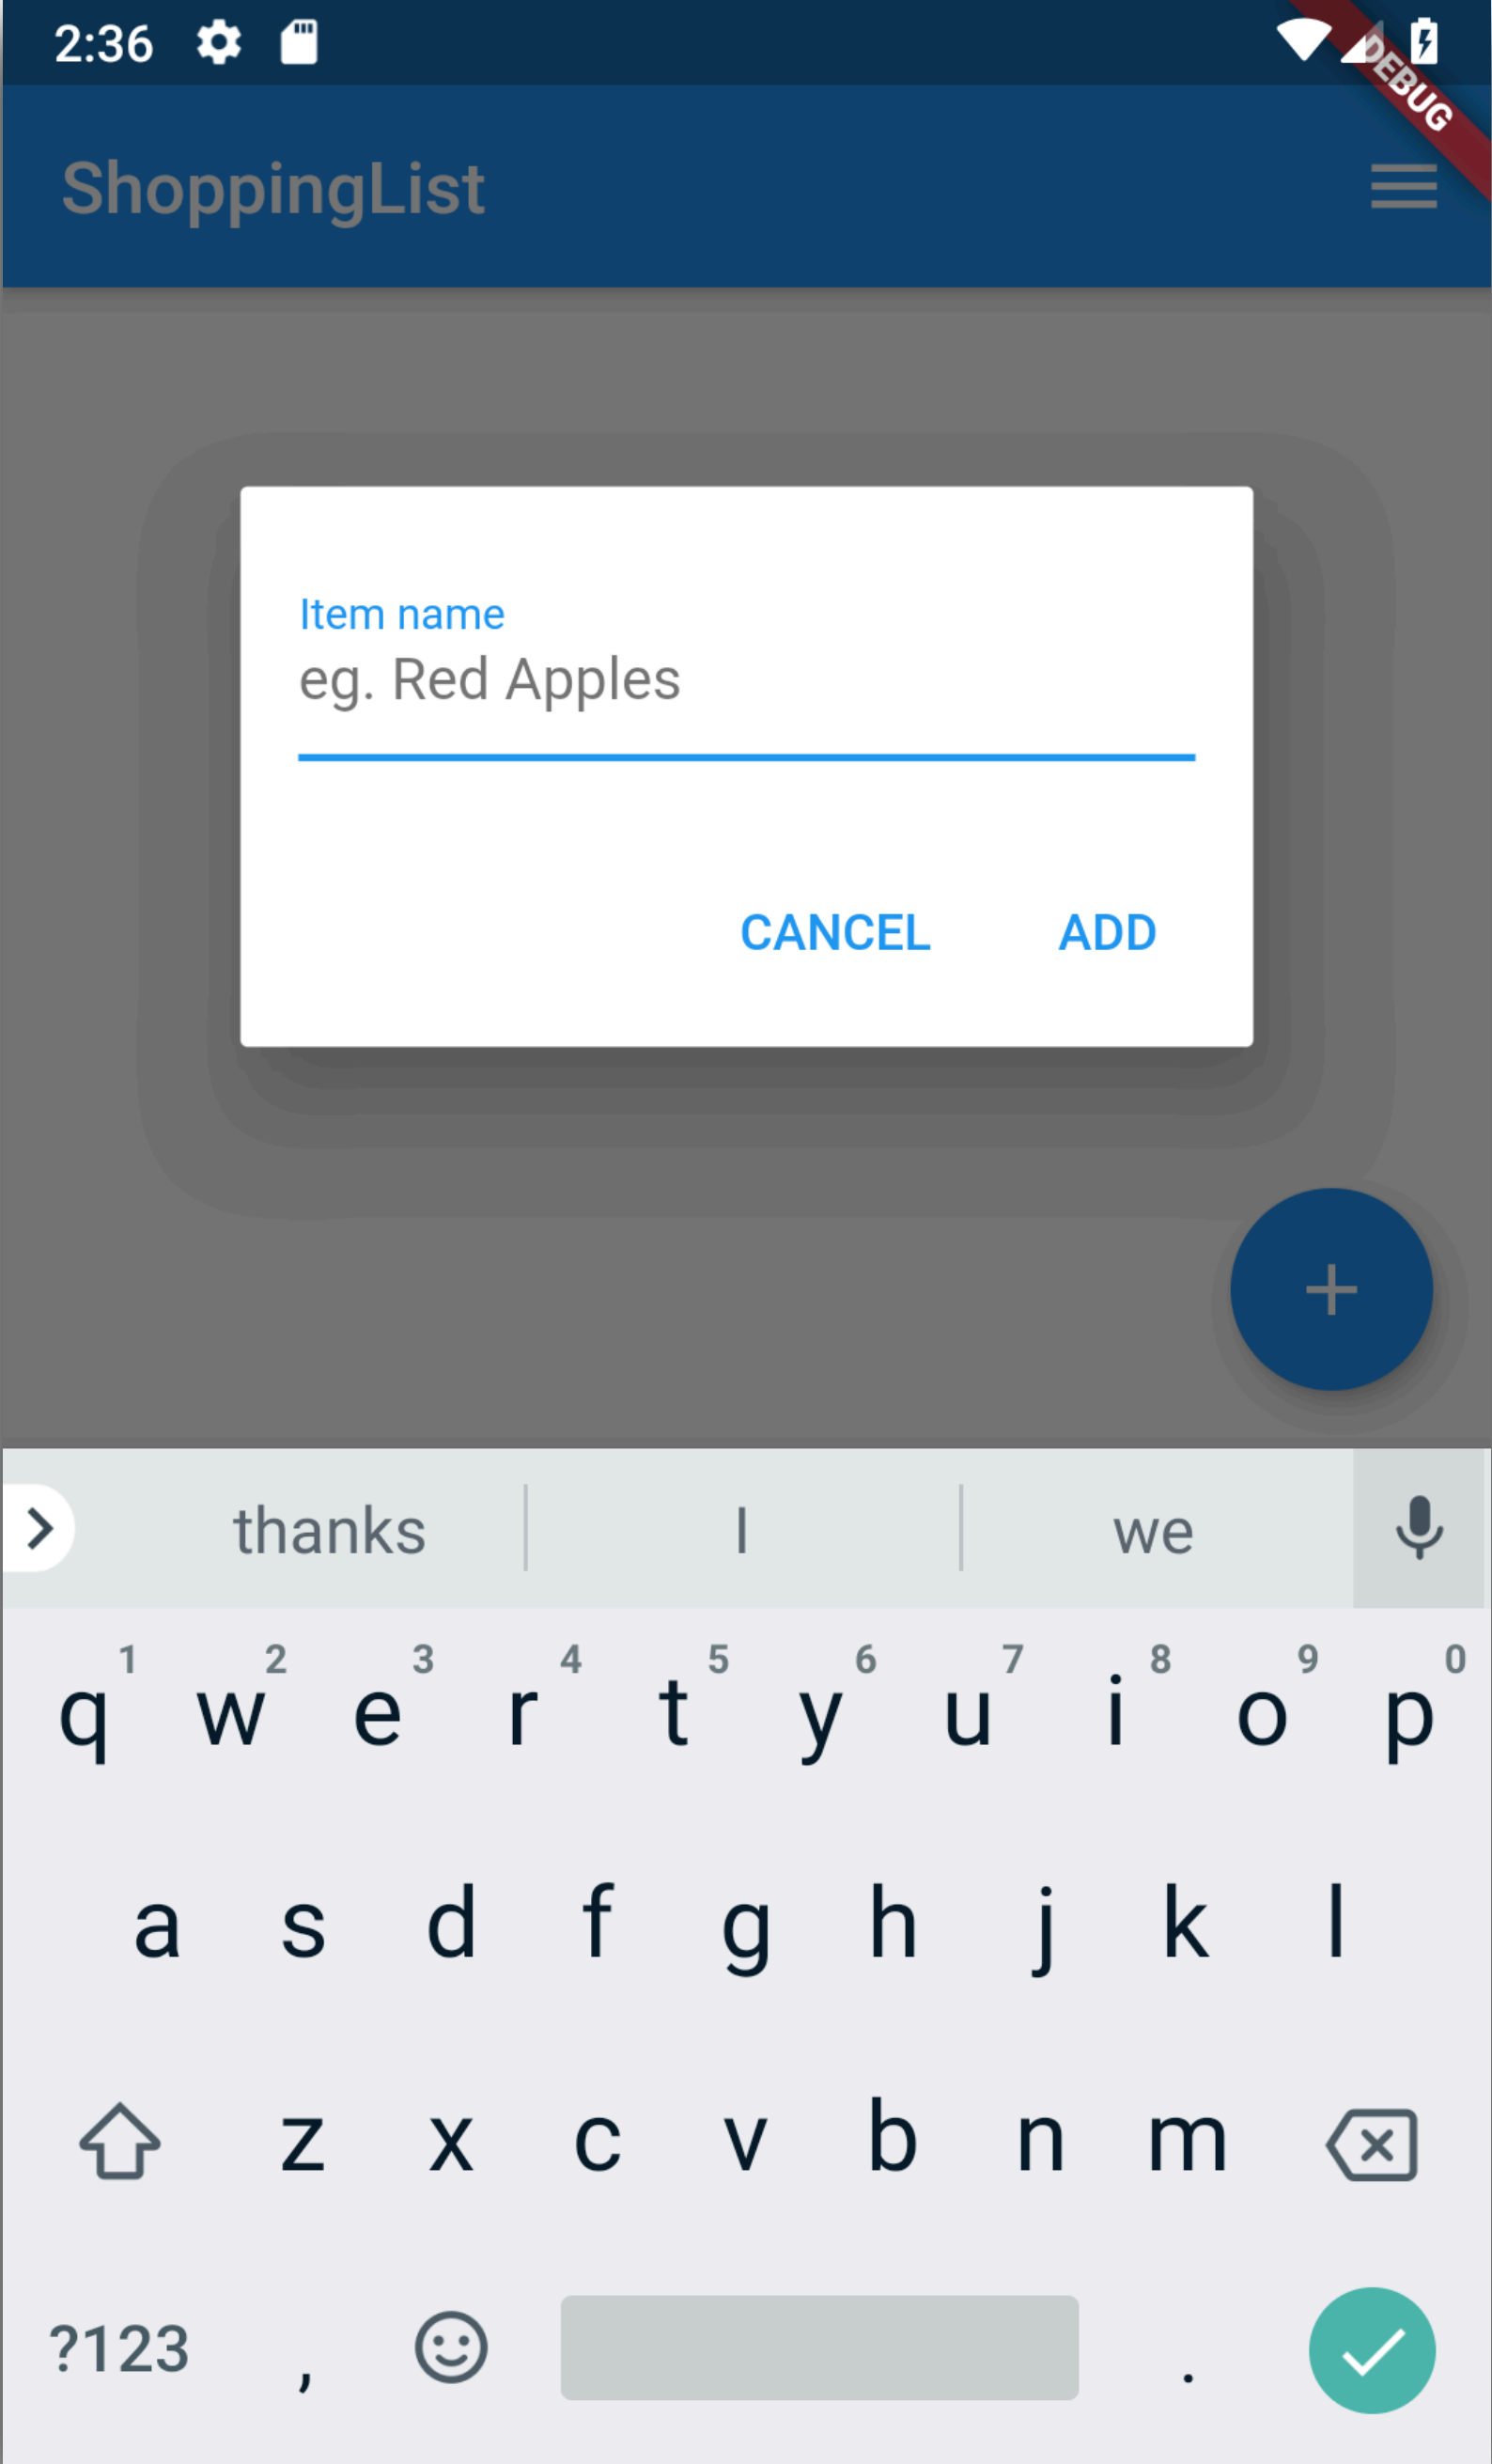 2:36
DEBUG
ShoppingList
Item name
eg. Red Apples
CANCEL ADD
thanks I we
1 2 3 4 5 6 7 8 9 0
q w e r t y u i o p
a s d f g h j k l
z x c v b n m
?123 , .